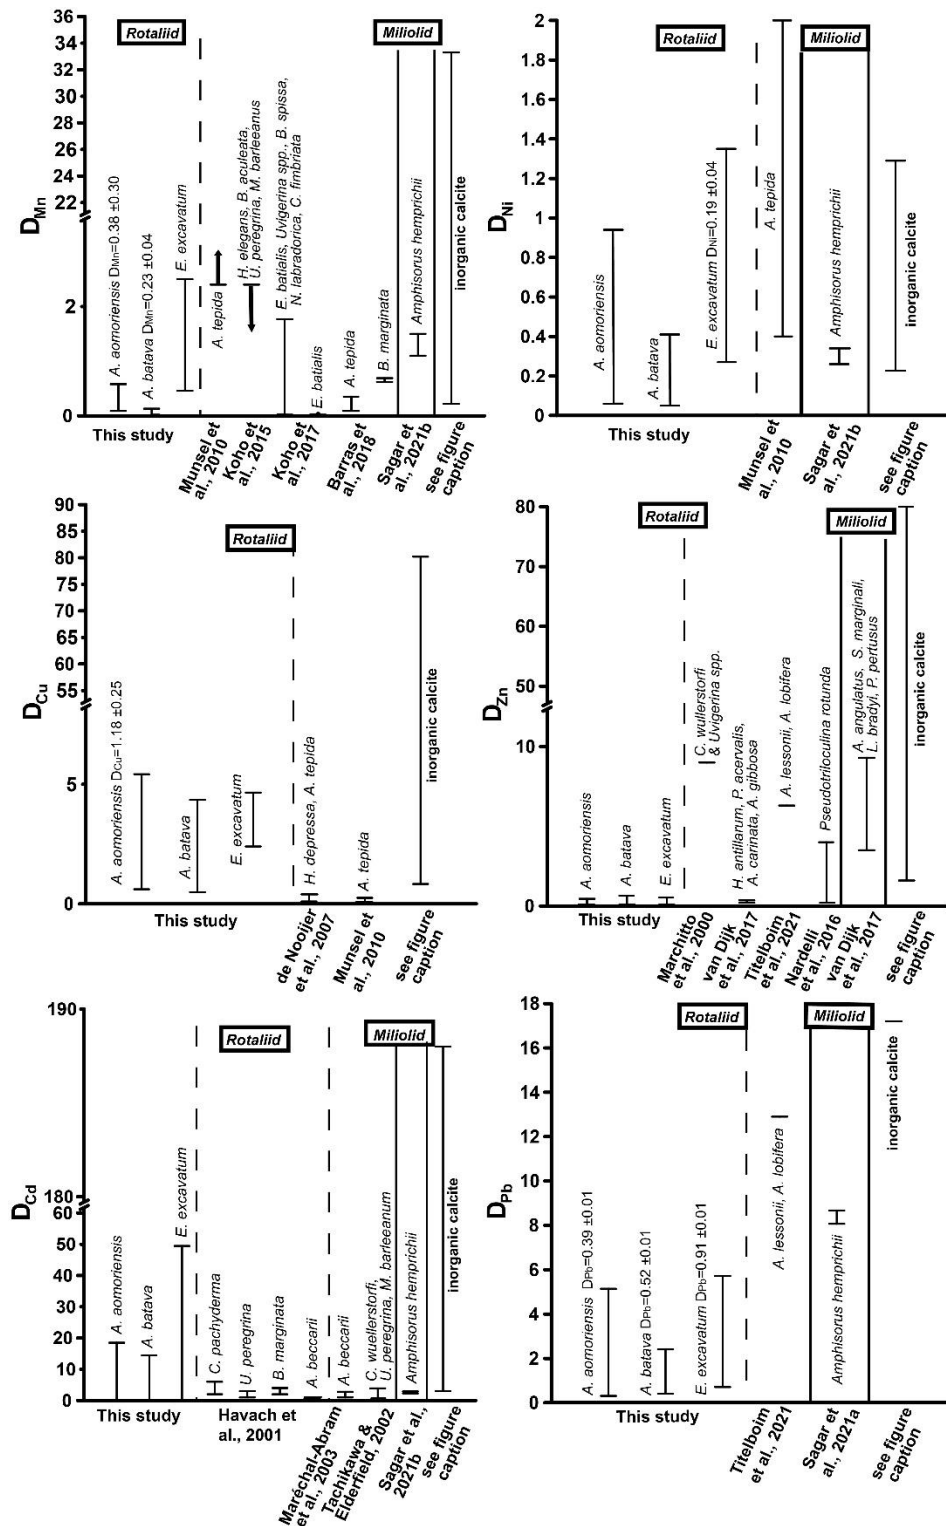 D_Mn
36
34
32
30
28
26
24
22
2
0
Rotaliid
Miliolid
A. aomoriensis D_Mn=0.38 ±0.30
A. batava D_Mn=0.23 ±0.04
E. excavatum
A. tepida
H. elegans, B. aculeata,
U. peregrina, M. barleeanus
E. batialis, Uvigerina spp., B. spissa,
N. labradorica, C. fimbriata
E. batialis
A. tepida
B. marginata
Amphisorus hemprichii
inorganic calcite
This study
Munsel et
al., 2010
Koho et
al., 2015
Koho et
al., 2017
Barras et
al., 2018
Sagar et
al., 2021b
see figure
caption
D_Ni
2
1.8
1.6
1.4
1.2
1
0.8
0.6
0.4
0.2
0
Rotaliid
Miliolid
A. aomoriensis
A. batava
E. excavatum D_Ni=0.19 ±0.04
A. tepida
Amphisorus hemprichii
inorganic calcite
This study
Munsel et
al., 2010
Sagar et
al., 2021b
see figure
caption
D_Cu
90
85
80
75
70
65
60
55
5
0
Rotaliid
A. aomoriensis D_Cu=1.18 ±0.25
A. batava
E. excavatum
H. depressa, A. tepida
A. tepida
inorganic calcite
This study
de Nooijer
et al., 2007
Munsel et
al., 2010
see figure
caption
D_Zn
80
70
60
50
10
0
Rotaliid
Miliolid
A. aomoriensis
A. batava
E. excavatum
C. wullerstorfi
& Uvigerina spp.
H. antillarum, P. acervalis,
A. carinata, A. gibbosa
A. lessonii, A. lobifera
Pseudotriloculina rotunda
A. angulatus, S. marginali,
L. bradyi, P. pertusus
inorganic calcite
This study
Marchitto
et al., 2000
van Dijk
et al., 2017
Titelboim
et al., 2021
Nardelli
et al., 2016
van Dijk
et al., 2017
see figure
caption
D_Cd
190
180
60
50
40
30
20
10
0
Rotaliid
Miliolid
A. aomoriensis
A. batava
E. excavatum
C. pachyderma
U. peregrina
B. marginata
A. beccarii
A. beccarii
C. wuellerstorfi,
U. peregrina, M. barleeanum
Amphisorus hemprichii
inorganic calcite
This study
Havach et
al., 2001
Maréchal-Abram
et al., 2003
Tachikawa &
Elderfield, 2002
Sagar et al.,
2021b
see figure
caption
D_Pb
18
16
14
12
10
8
6
4
2
0
Rotaliid
Miliolid
A. aomoriensis D_Pb=0.39 ±0.01
A. batava D_Pb=0.52 ±0.01
E. excavatum D_Pb=0.91 ±0.01
A. lessonii, A. lobifera
Amphisorus hemprichii
inorganic calcite
This study
Titelboim
et al., 2021
Sagar et
al., 2021a
see figure
caption